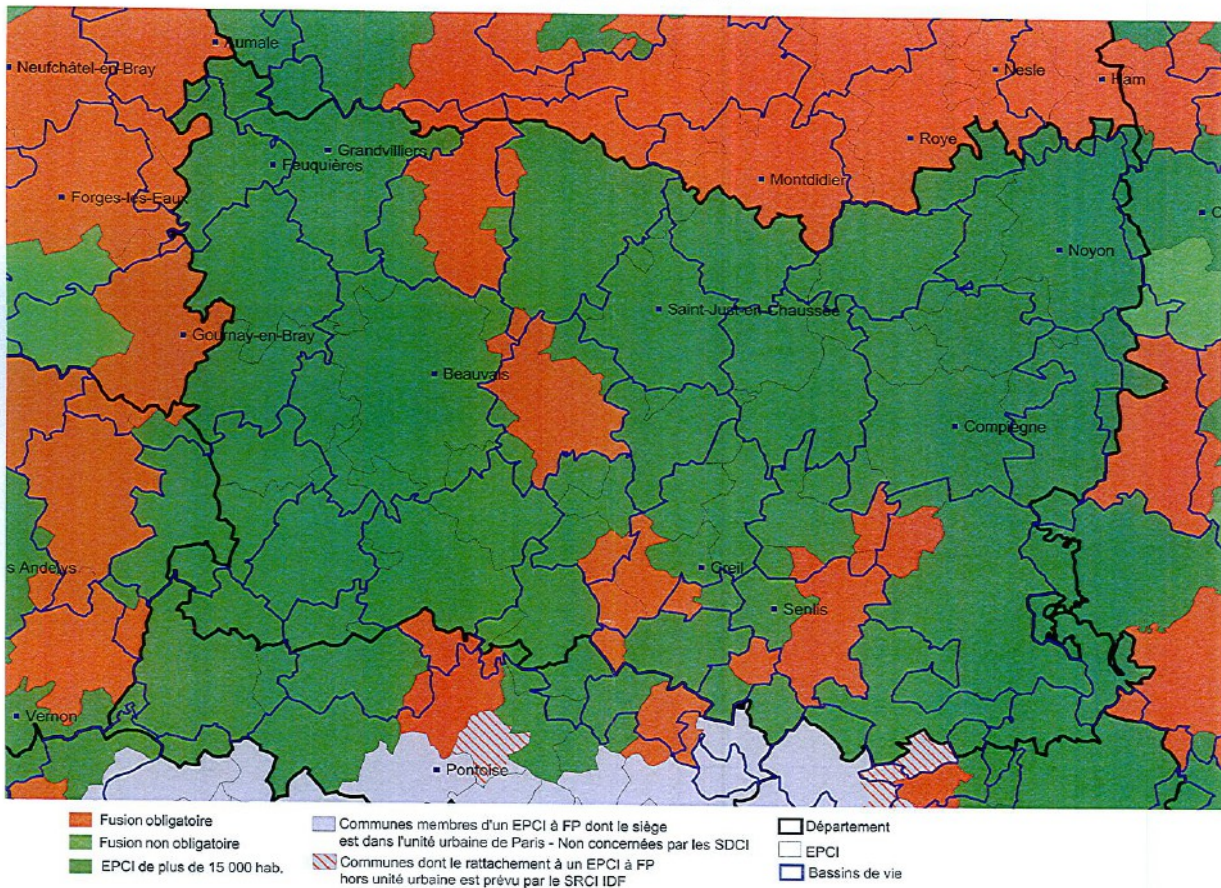 Aumale
Neufchâtel-en-Bray
Nesle
Ham
Roye
Grandvilliers
Feuquières
Montdidier
Forges-les-Eaux
Noyon
Saint-Just-en-Chaussée
Gournay-en-Bray
Beauvais
Compiègne
s Andelys
Creil
Senlis
Vernon
Pontoise
Fusion obligatoire
Fusion non obligatoire
EPCI de plus de 15 000 hab.
Communes membres d'un EPCI à FP dont le siège
est dans l'unité urbaine de Paris - Non concernées par les SDCI
Communes dont le rattachement à un EPCI à FP
hors unité urbaine est prévu par le SRCI IDF
Département
EPCI
Bassins de vie